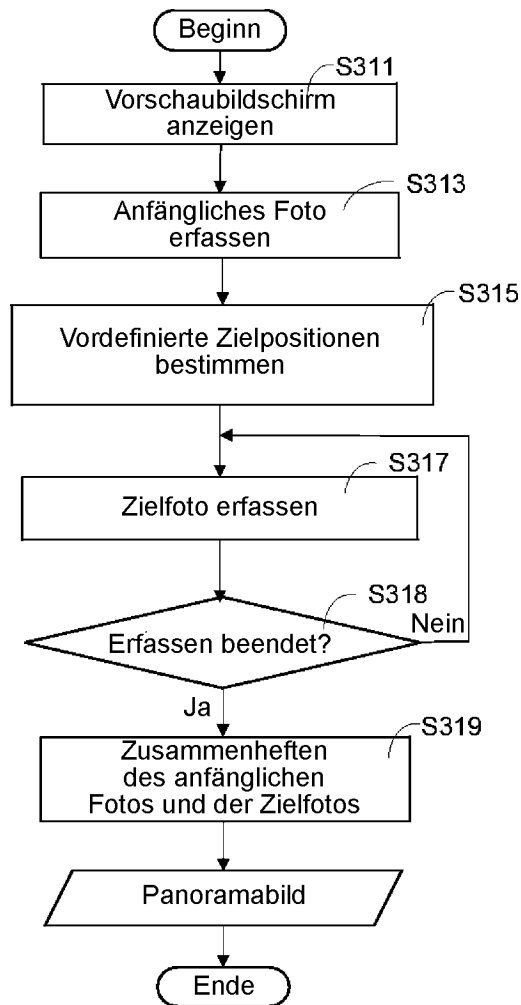 Beginn
S311
Vorschaubildschirm
anzeigen
S313
Anfängliches Foto
erfassen
S315
Vordefinierte Zielpositionen
bestimmen
S317
Zielfoto erfassen
S318
Erfassen beendet?
Nein
Ja
S319
Zusammenheften
des anfänglichen
Fotos und der Zielfotos
Panoramabild
Ende